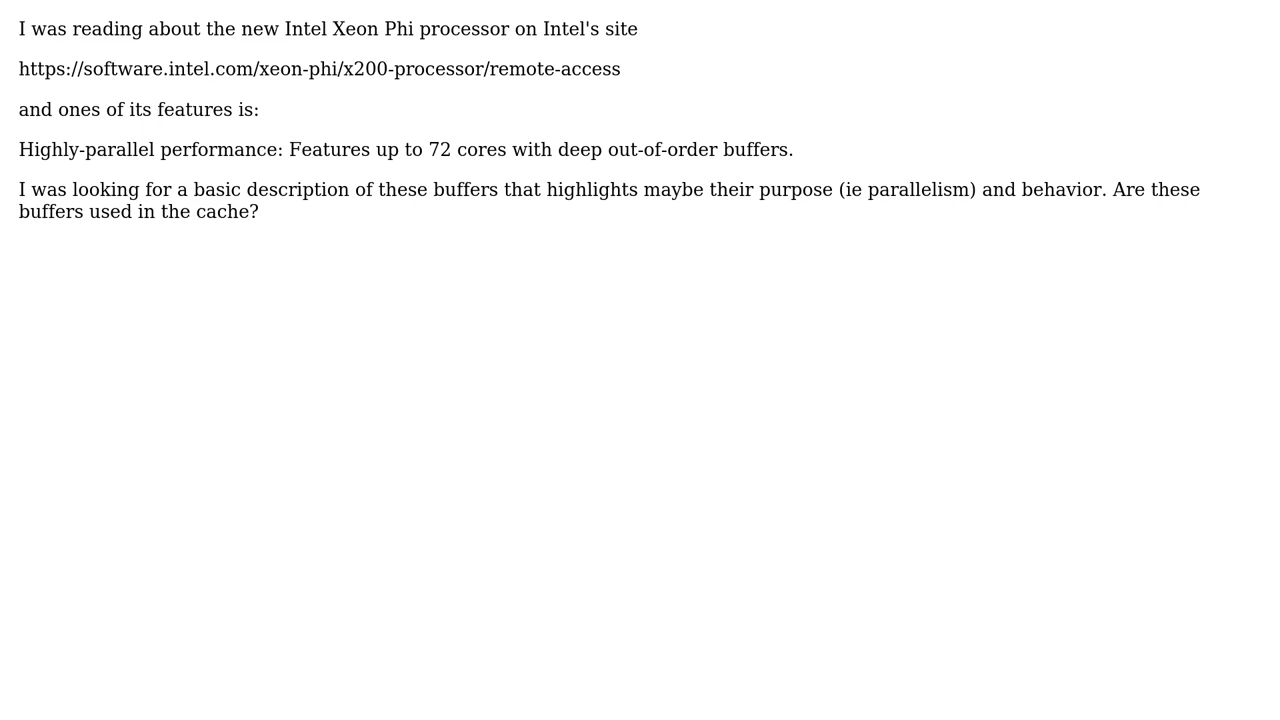 I was reading about the new Intel Xeon Phi processor on Intel's site
https://software.intel.com/xeon-phi/x200-processor/remote-access
and ones of its features is:
Highly-parallel performance: Features up to 72 cores with deep out-of-order buffers.
I was looking for a basic description of these buffers that highlights maybe their purpose (ie parallelism) and behavior. Are these
buffers used in the cache?